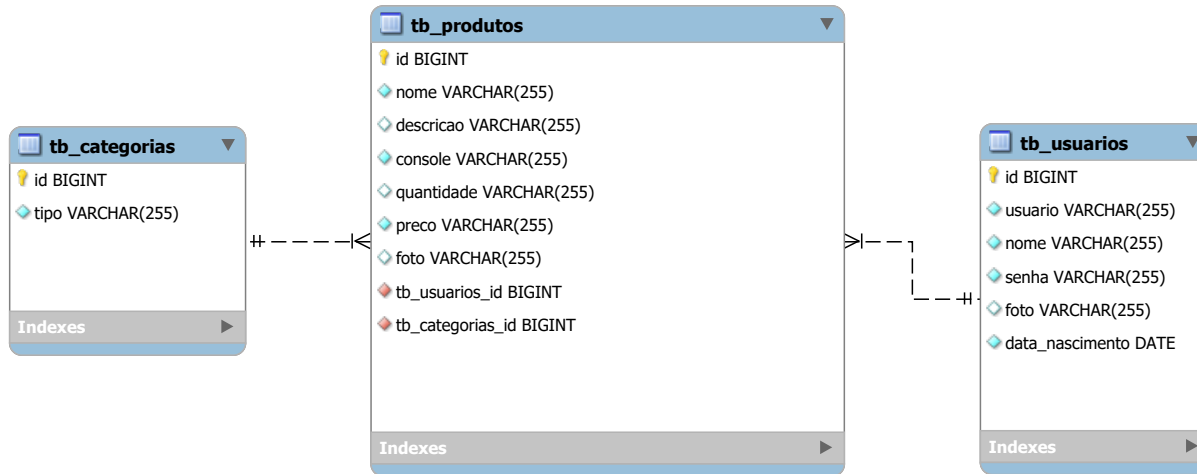 tb_categorias
id BIGINT
tipo VARCHAR(255)
Indexes
tb_produtos
id BIGINT
nome VARCHAR(255)
descricao VARCHAR(255)
console VARCHAR(255)
quantidade VARCHAR(255)
preco VARCHAR(255)
foto VARCHAR(255)
tb_usuarios_id BIGINT
tb_categorias_id BIGINT
Indexes
tb_usuarios
id BIGINT
usuario VARCHAR(255)
nome VARCHAR(255)
senha VARCHAR(255)
foto VARCHAR(255)
data_nascimento DATE
Indexes